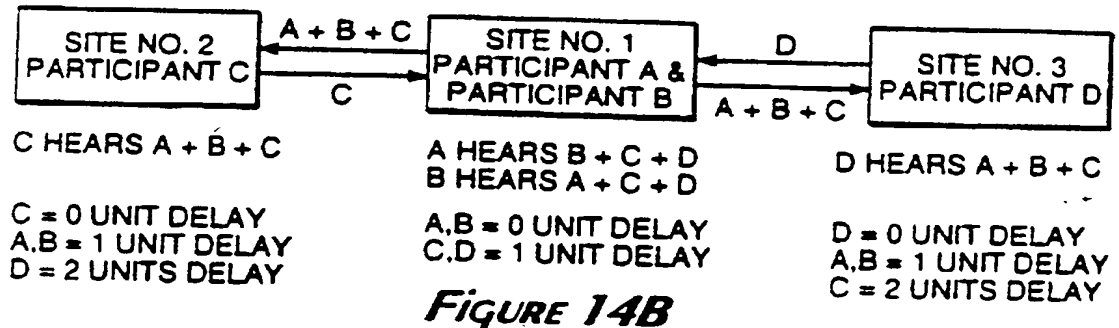 A + B + C
SITE NO. 2
PARTICIPANT C
C
SITE NO. 1
PARTICIPANT A &
PARTICIPANT B
D
A + B + C
SITE NO. 3
PARTICIPANT D
C HEARS A + B + C
A HEARS B + C + D
B HEARS A + C + D
D HEARS A + B + C
C = 0 UNIT DELAY
A,B = 1 UNIT DELAY
D = 2 UNITS DELAY
A,B = 0 UNIT DELAY
C,D = 1 UNIT DELAY
D = 0 UNIT DELAY
A,B = 1 UNIT DELAY
C = 2 UNITS DELAY
FIGURE 14B